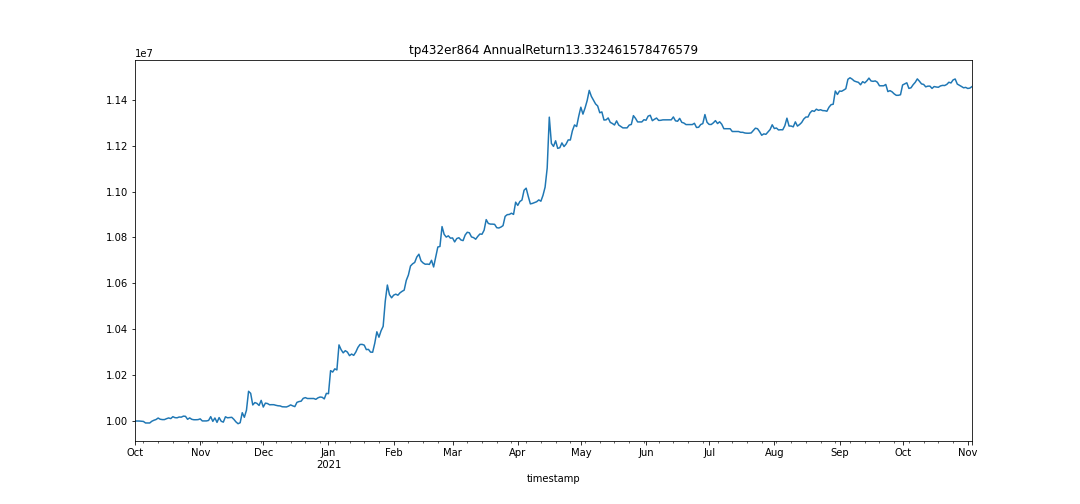 tp432er864 AnnualReturn13.332461578476579
1e7
1.14
1.12
1.10
1.08
1.06
1.04
1.02
1.00
Oct Nov Dec Jan Feb Mar Apr May Jun Jul Aug Sep Oct Nov
2021
timestamp